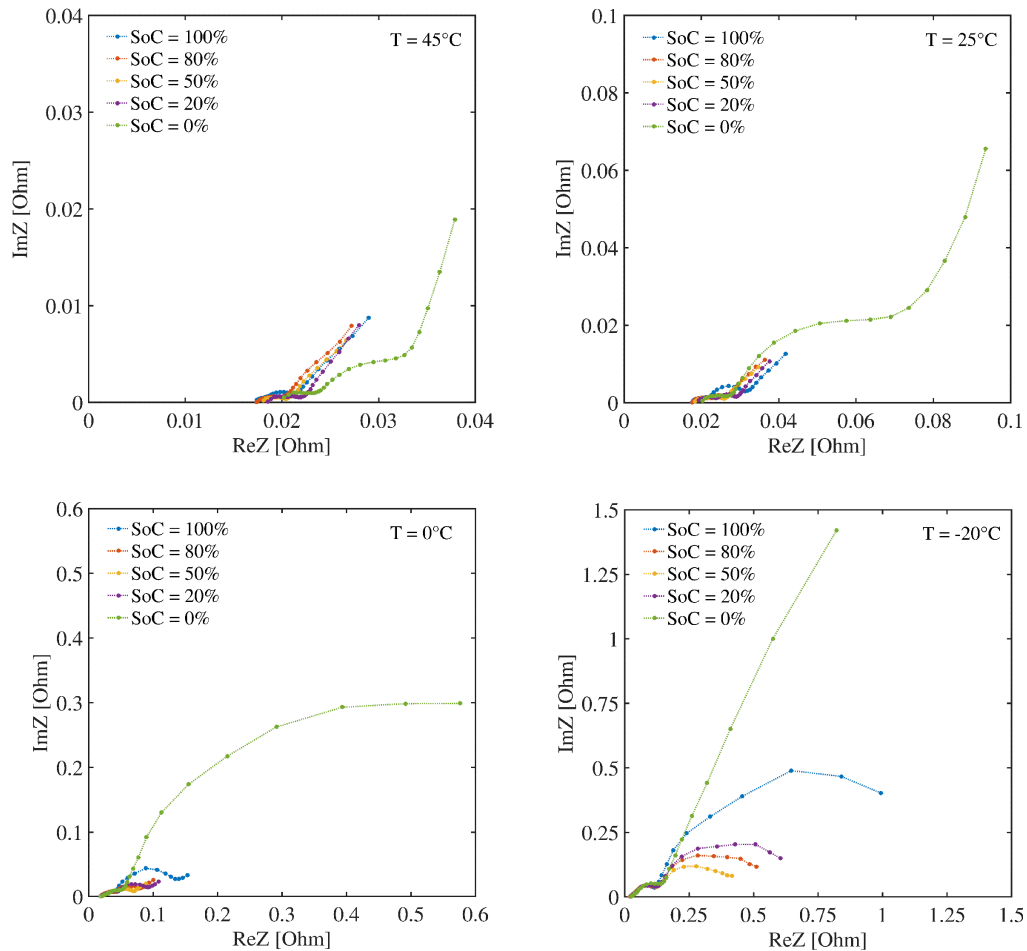 0.04
0.03
0.02
0.01
0
0
0.01
0.02
0.03
0.04
ImZ [Ohm]
ReZ [Ohm]
SoC = 100%
SoC = 80%
SoC = 50%
SoC = 20%
SoC = 0%
T = 45°C
0.1
0.08
0.06
0.04
0.02
0
0
0.02
0.04
0.06
0.08
0.1
ImZ [Ohm]
ReZ [Ohm]
SoC = 100%
SoC = 80%
SoC = 50%
SoC = 20%
SoC = 0%
T = 25°C
0.6
0.5
0.4
0.3
0.2
0.1
0
0
0.1
0.2
0.3
0.4
0.5
0.6
ImZ [Ohm]
ReZ [Ohm]
SoC = 100%
SoC = 80%
SoC = 50%
SoC = 20%
SoC = 0%
T = 0°C
1.5
1.25
1
0.75
0.5
0.25
0
0
0.25
0.5
0.75
1
1.25
1.5
ImZ [Ohm]
ReZ [Ohm]
SoC = 100%
SoC = 80%
SoC = 50%
SoC = 20%
SoC = 0%
T = -20°C